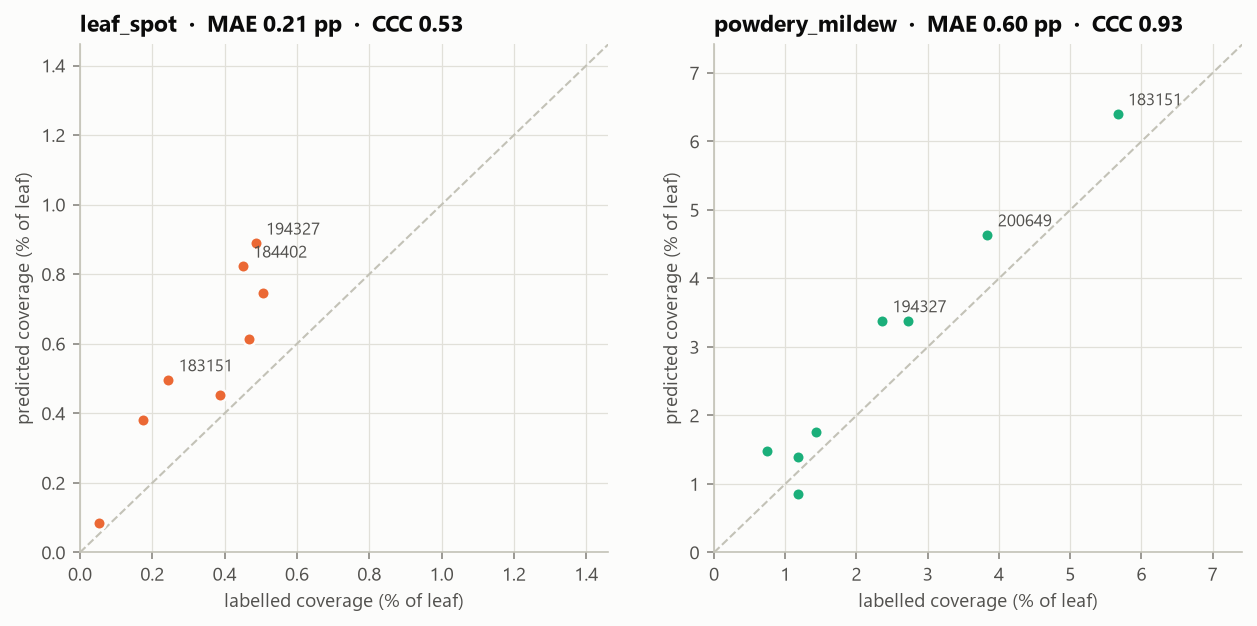 leaf_spot · MAE 0.21 pp · CCC 0.53
1.4
1.2
1.0
0.8
0.6
0.4
0.2
0.0
predicted coverage (% of leaf)
194327
184402
183151
0.0 0.2 0.4 0.6 0.8 1.0 1.2 1.4
labelled coverage (% of leaf)
powdery_mildew · MAE 0.60 pp · CCC 0.93
7
6
5
4
3
2
1
0
predicted coverage (% of leaf)
183151
200649
194327
0 1 2 3 4 5 6 7
labelled coverage (% of leaf)